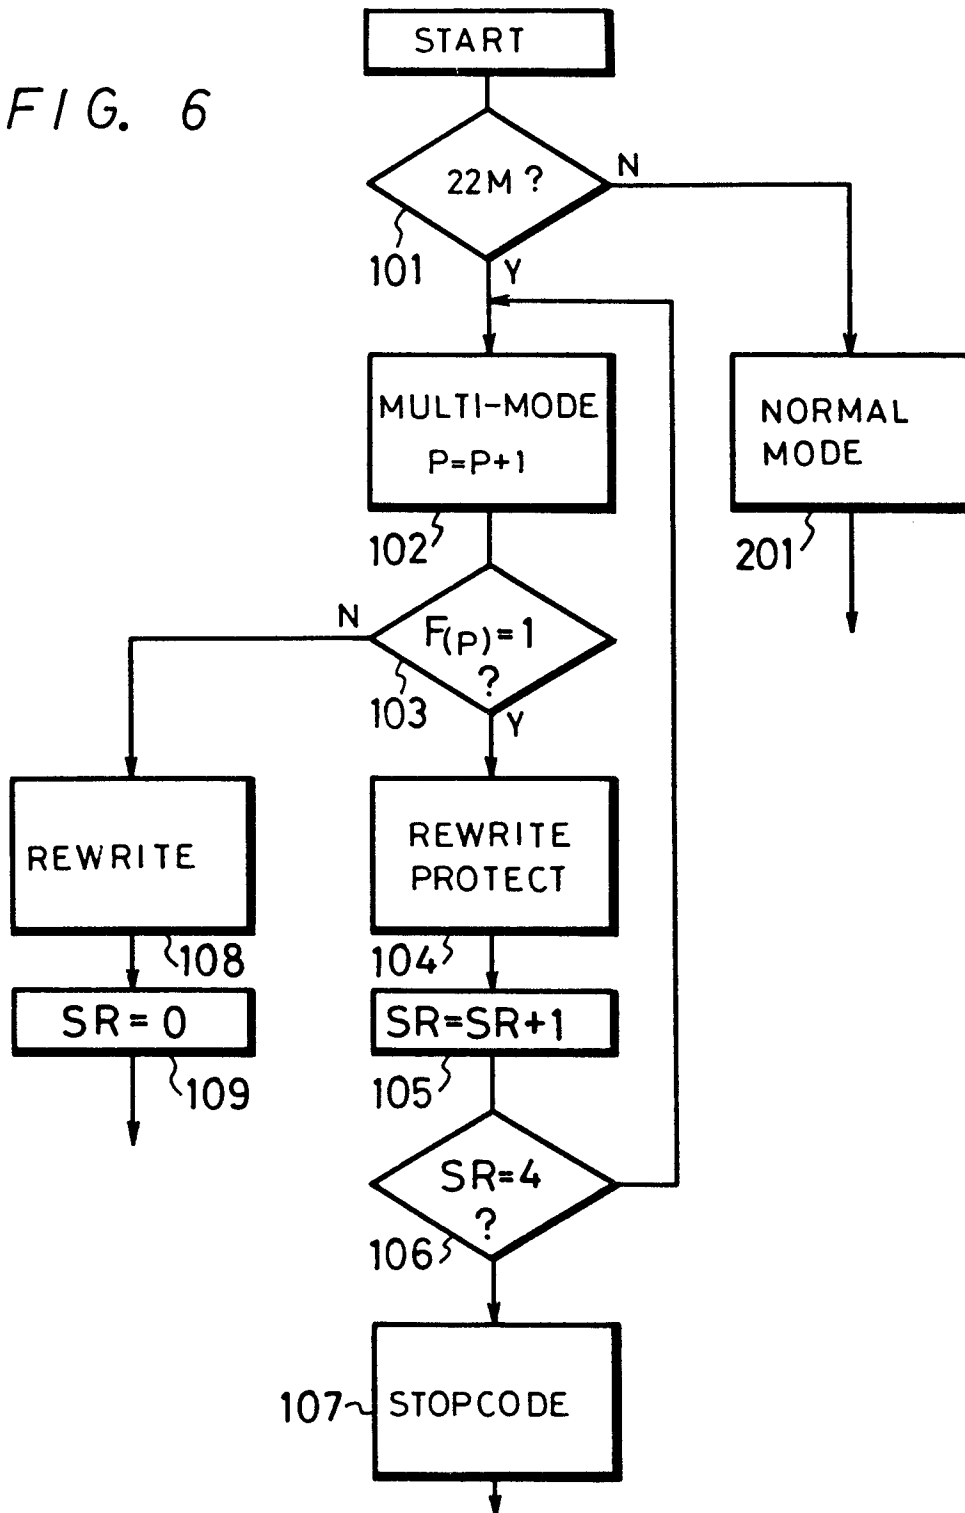 FIG. 6
START
22M ?
N
101
Y
MULTI-MODE
P=P+1
102
NORMAL
MODE
201
N
F(P)=1
?
103
Y
REWRITE
108
REWRITE
PROTECT
104
SR=0
109
SR=SR+1
105
SR=4
?
106
107
STOPCODE